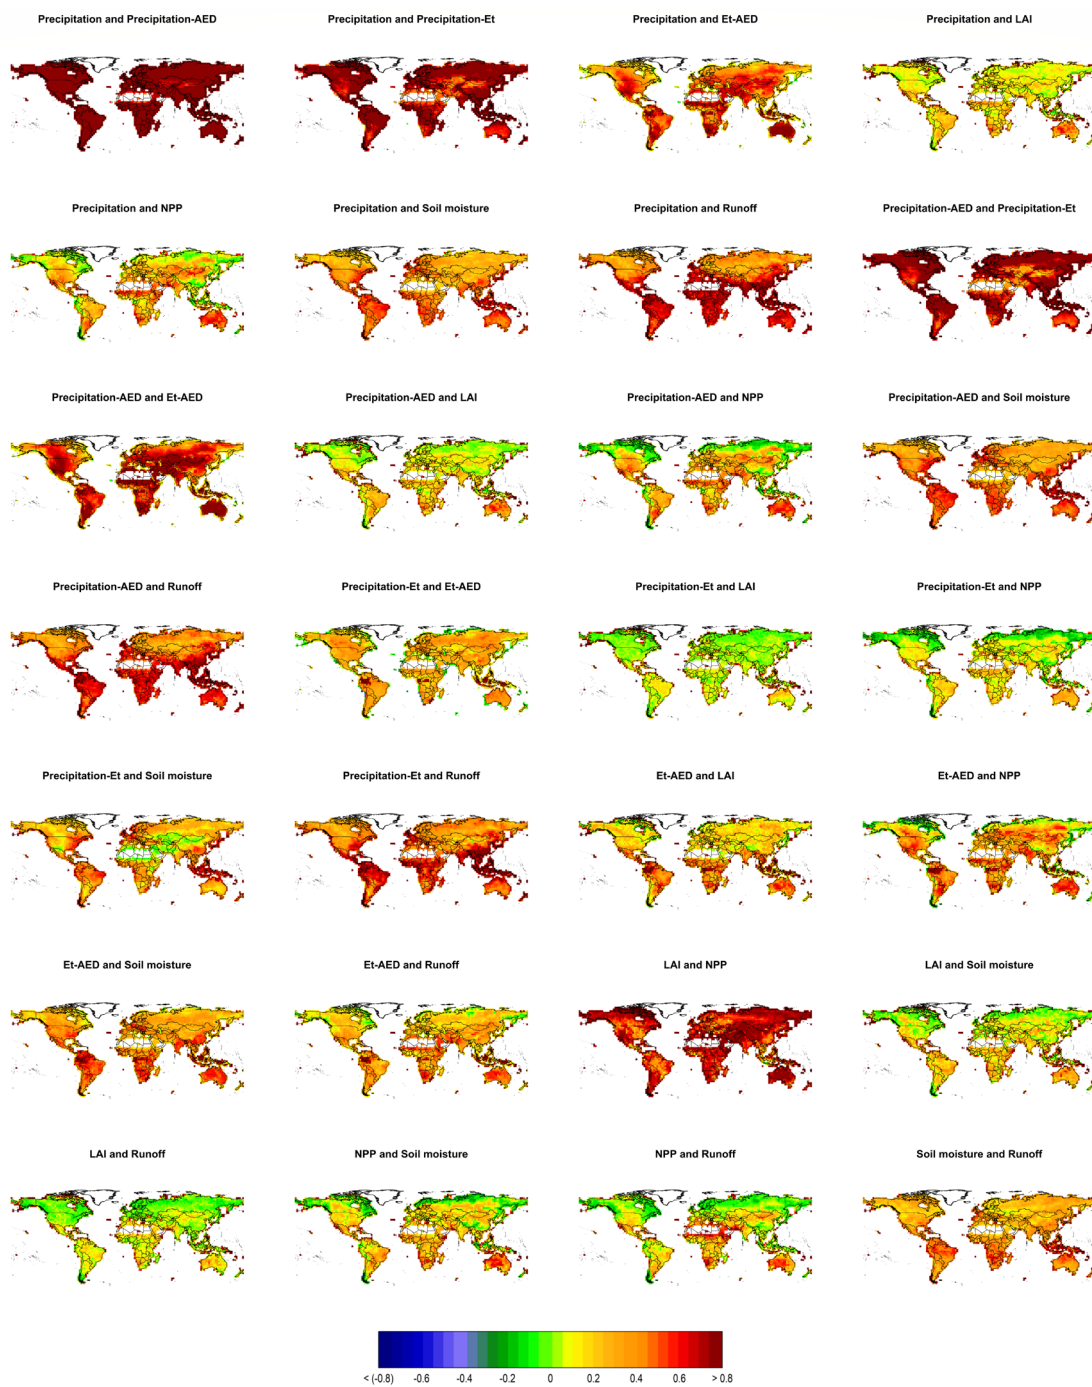 Precipitation and Precipitation-AED
Precipitation and Precipitation-Et
Precipitation and Et-AED
Precipitation and LAI
Precipitation and NPP
Precipitation and Soil moisture
Precipitation and Runoff
Precipitation-AED and Precipitation-Et
Precipitation-AED and Et-AED
Precipitation-AED and LAI
Precipitation-AED and NPP
Precipitation-AED and Soil moisture
Precipitation-AED and Runoff
Precipitation-Et and Et-AED
Precipitation-Et and LAI
Precipitation-Et and NPP
Precipitation-Et and Soil moisture
Precipitation-Et and Runoff
Et-AED and LAI
Et-AED and NPP
Et-AED and Soil moisture
Et-AED and Runoff
LAI and NPP
LAI and Soil moisture
LAI and Runoff
NPP and Soil moisture
NPP and Runoff
Soil moisture and Runoff
< (-0.8) -0.6 -0.4 -0.2 0 0.2 0.4 0.6 > 0.8